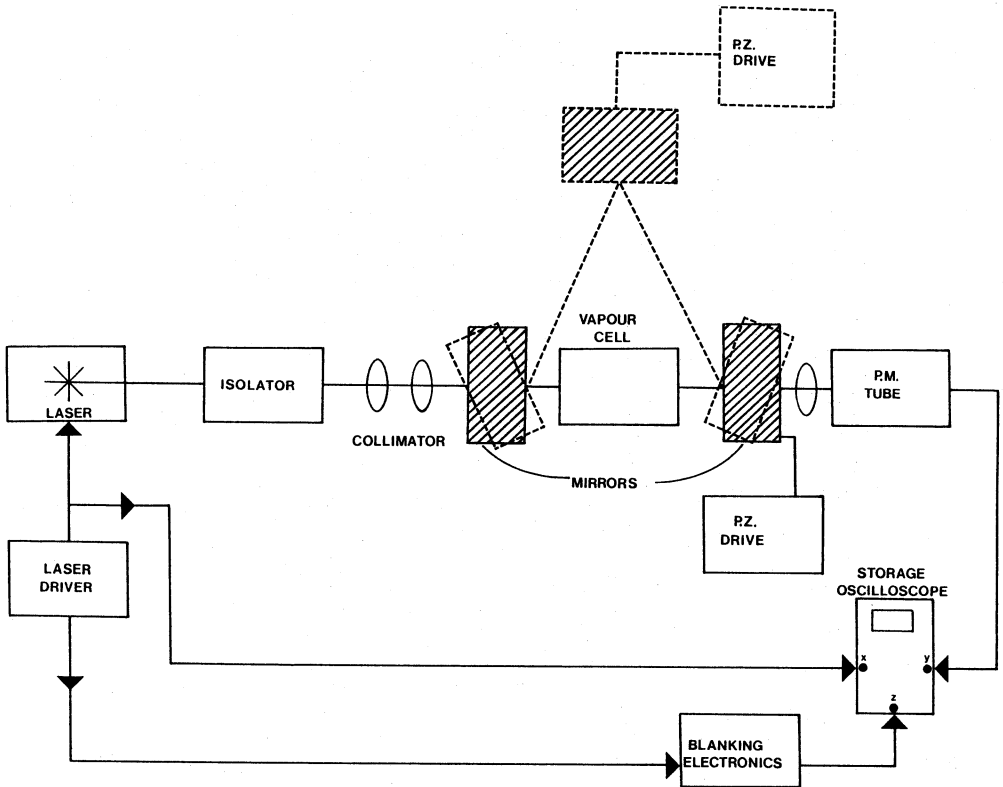 P.Z.
DRIVE
VAPOUR
CELL
LASER
ISOLATOR
COLLIMATOR
P.M.
TUBE
MIRRORS
P.Z.
DRIVE
LASER
DRIVER
STORAGE
OSCILLOSCOPE
x
y
z
BLANKING
ELECTRONICS